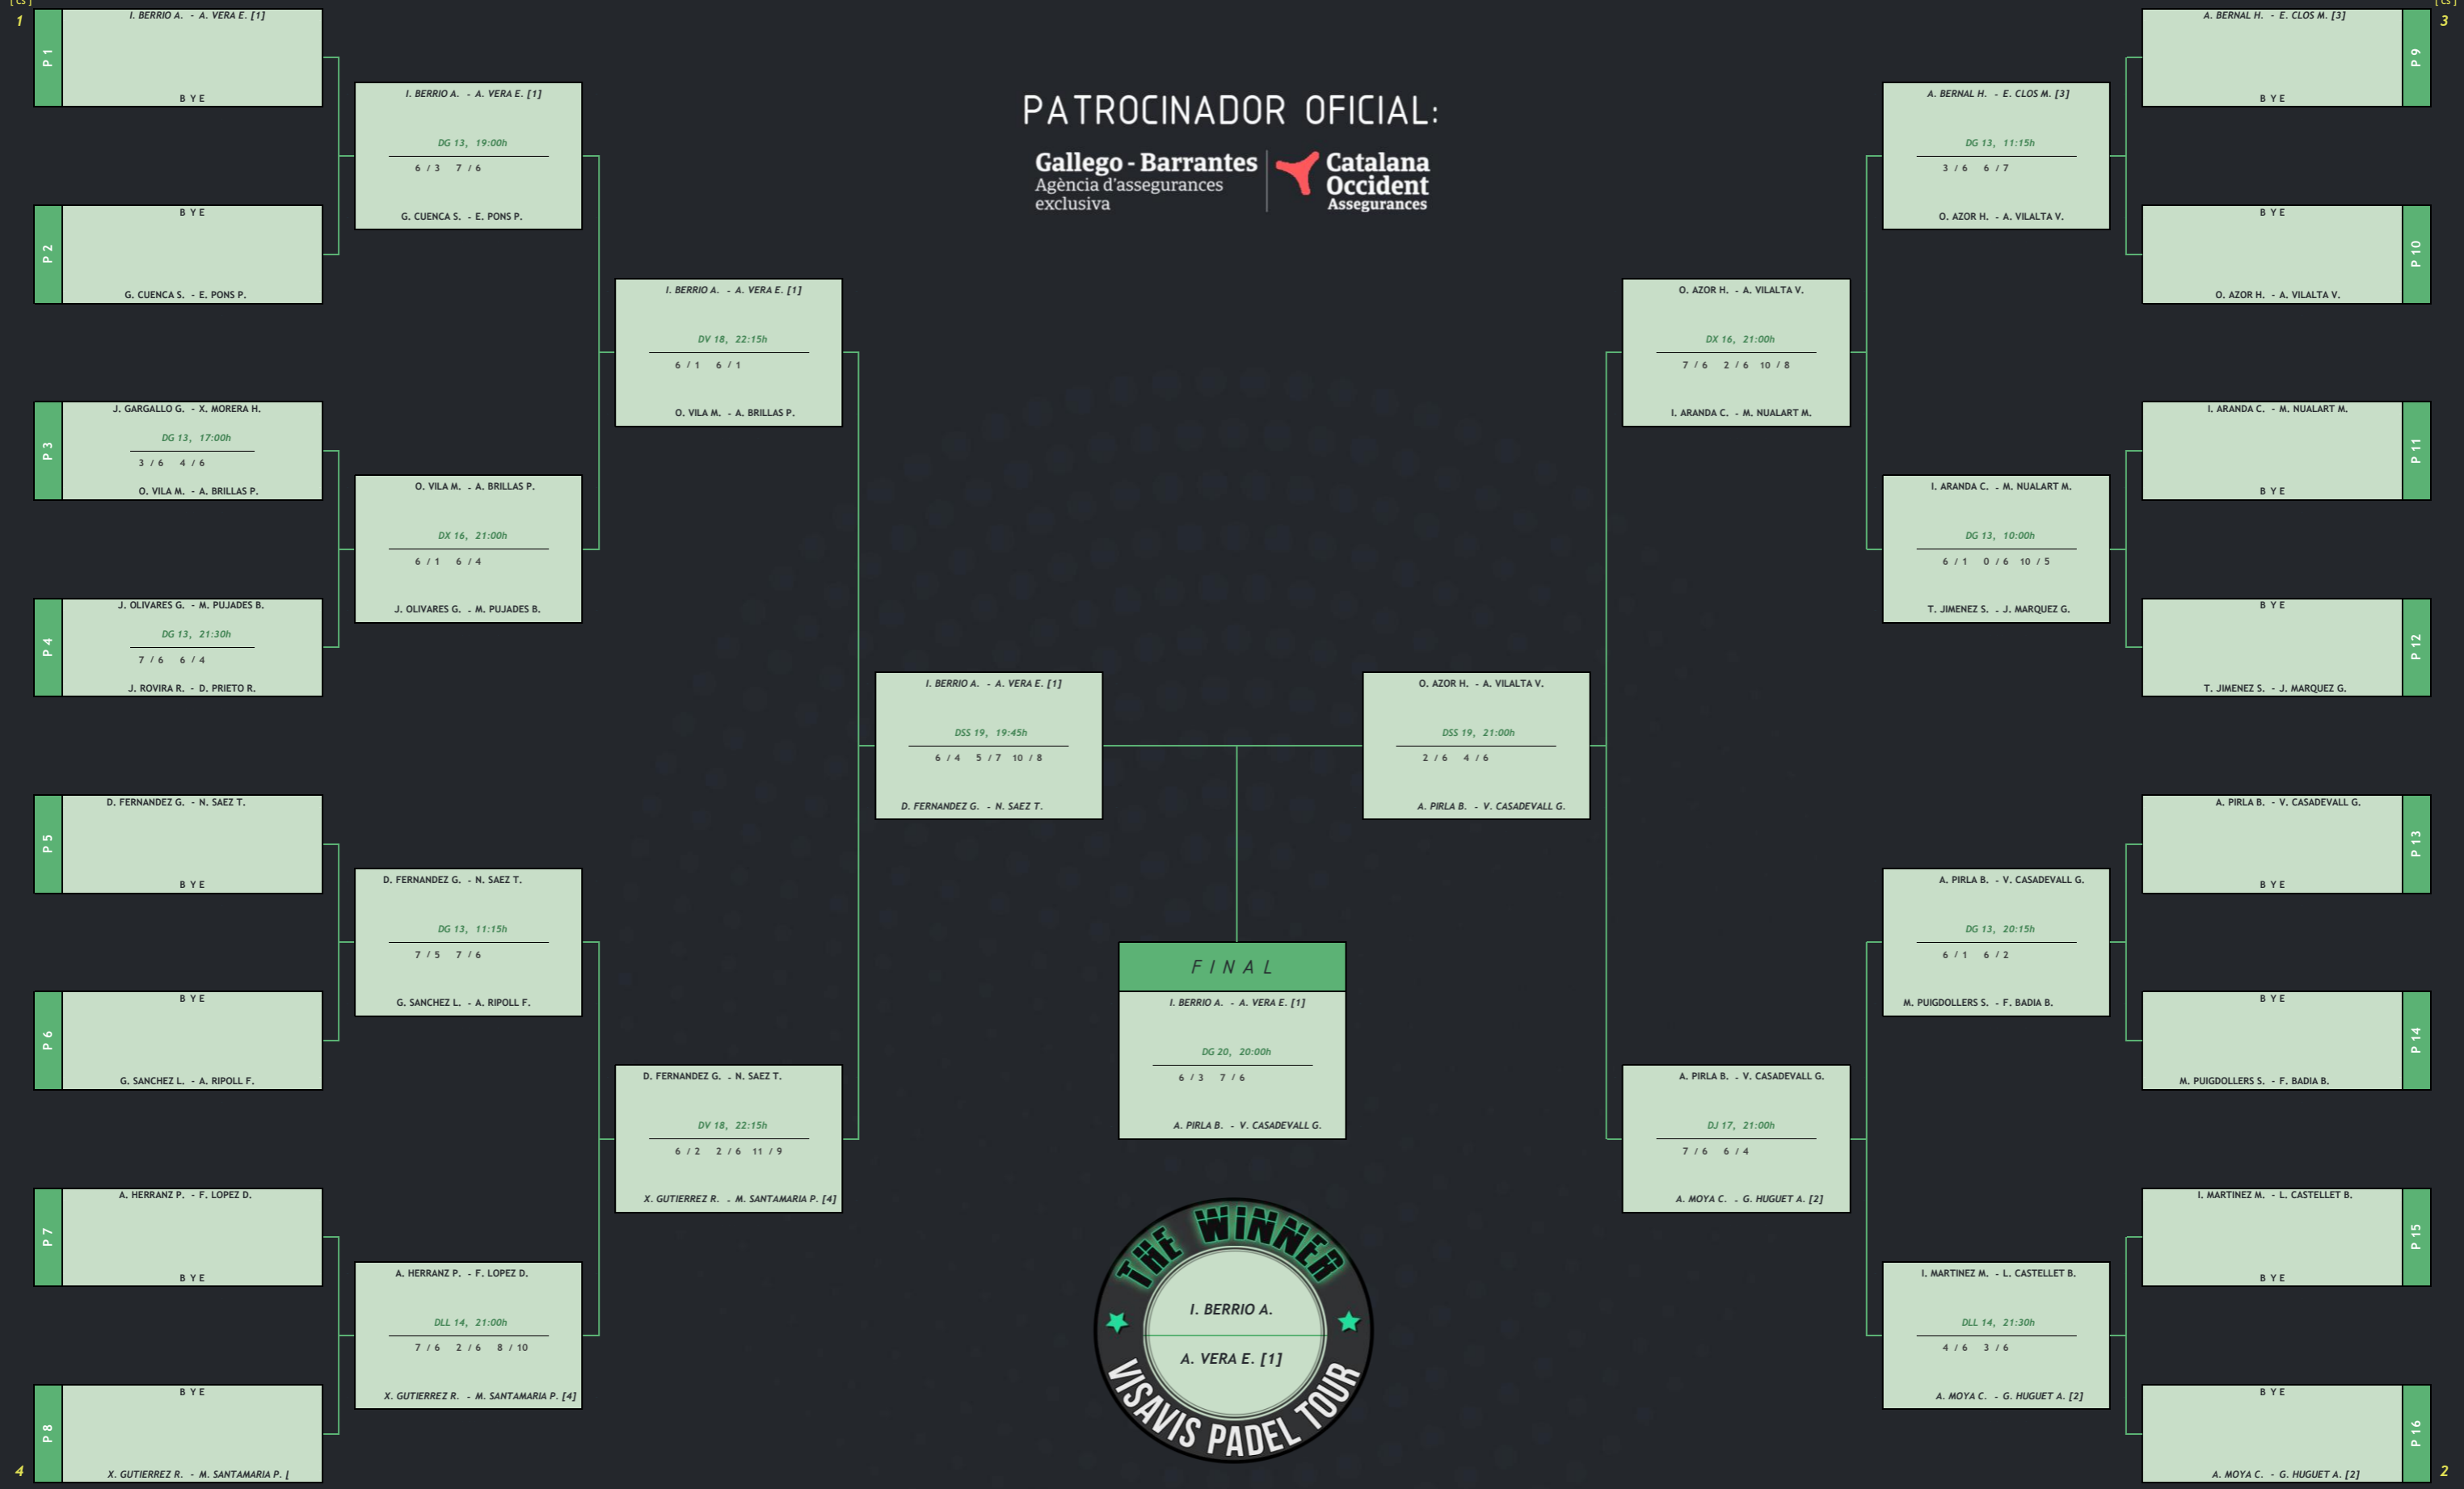 [ CS ]
1
P 1
I. BERRIO A. - A. VERA E. [1]
B Y E
P 2
B Y E
G. CUENCA S. - E. PONS P.
P 3
J. GARGALLO G. - X. MORERA H.
DG 13, 17:00h
3 / 6 4 / 6
O. VILA M. - A. BRILLAS P.
P 4
J. OLIVARES G. - M. PUJADES B.
DG 13, 21:30h
7 / 6 6 / 4
J. ROVIRA R. - D. PRIETO R.
P 5
D. FERNANDEZ G. - N. SAEZ T.
B Y E
P 6
B Y E
G. SANCHEZ L. - A. RIPOLL F.
P 7
A. HERRANZ P. - F. LOPEZ D.
B Y E
P 8
B Y E
X. GUTIERREZ R. - M. SANTAMARIA P. [
4
I. BERRIO A. - A. VERA E. [1]
DG 13, 19:00h
6 / 3 7 / 6
G. CUENCA S. - E. PONS P.
O. VILA M. - A. BRILLAS P.
DX 16, 21:00h
6 / 1 6 / 4
J. OLIVARES G. - M. PUJADES B.
D. FERNANDEZ G. - N. SAEZ T.
DG 13, 11:15h
7 / 5 7 / 6
G. SANCHEZ L. - A. RIPOLL F.
A. HERRANZ P. - F. LOPEZ D.
DLL 14, 21:00h
7 / 6 2 / 6 8 / 10
X. GUTIERREZ R. - M. SANTAMARIA P. [4]
I. BERRIO A. - A. VERA E. [1]
DV 18, 22:15h
6 / 1 6 / 1
O. VILA M. - A. BRILLAS P.
D. FERNANDEZ G. - N. SAEZ T.
DV 18, 22:15h
6 / 2 2 / 6 11 / 9
X. GUTIERREZ R. - M. SANTAMARIA P. [4]
I. BERRIO A. - A. VERA E. [1]
DSS 19, 19:45h
6 / 4 5 / 7 10 / 8
D. FERNANDEZ G. - N. SAEZ T.
PATROCINADOR OFICIAL:
Gallego - Barrantes
Agència d'assegurances
exclusiva
Catalana
Occident
Assegurances
FINAL
I. BERRIO A. - A. VERA E. [1]
DG 20, 20:00h
6 / 3 7 / 6
A. PIRLA B. - V. CASADEVALL G.
THE WINNER
I. BERRIO A.
A. VERA E. [1]
VISAVIS PADEL TOUR
O. AZOR H. - A. VILALTA V.
DSS 19, 21:00h
2 / 6 4 / 6
A. PIRLA B. - V. CASADEVALL G.
O. AZOR H. - A. VILALTA V.
DX 16, 21:00h
7 / 6 2 / 6 10 / 8
I. ARANDA C. - M. NUALART M.
A. PIRLA B. - V. CASADEVALL G.
DJ 17, 21:00h
7 / 6 6 / 4
A. MOYA C. - G. HUGUET A. [2]
A. BERNAL H. - E. CLOS M. [3]
DG 13, 11:15h
3 / 6 6 / 7
O. AZOR H. - A. VILALTA V.
I. ARANDA C. - M. NUALART M.
DG 13, 10:00h
6 / 1 0 / 6 10 / 5
T. JIMENEZ S. - J. MARQUEZ G.
A. PIRLA B. - V. CASADEVALL G.
DG 13, 20:15h
6 / 1 6 / 2
M. PUIGDOLLERS S. - F. BADIA B.
I. MARTINEZ M. - L. CASTELLET B.
DLL 14, 21:30h
4 / 6 3 / 6
A. MOYA C. - G. HUGUET A. [2]
[ CS ]
3
A. BERNAL H. - E. CLOS M. [3]
B Y E
P 9
B Y E
O. AZOR H. - A. VILALTA V.
P 10
I. ARANDA C. - M. NUALART M.
B Y E
P 11
B Y E
T. JIMENEZ S. - J. MARQUEZ G.
P 12
A. PIRLA B. - V. CASADEVALL G.
B Y E
P 13
B Y E
M. PUIGDOLLERS S. - F. BADIA B.
P 14
I. MARTINEZ M. - L. CASTELLET B.
B Y E
P 15
B Y E
A. MOYA C. - G. HUGUET A. [2]
P 16
2